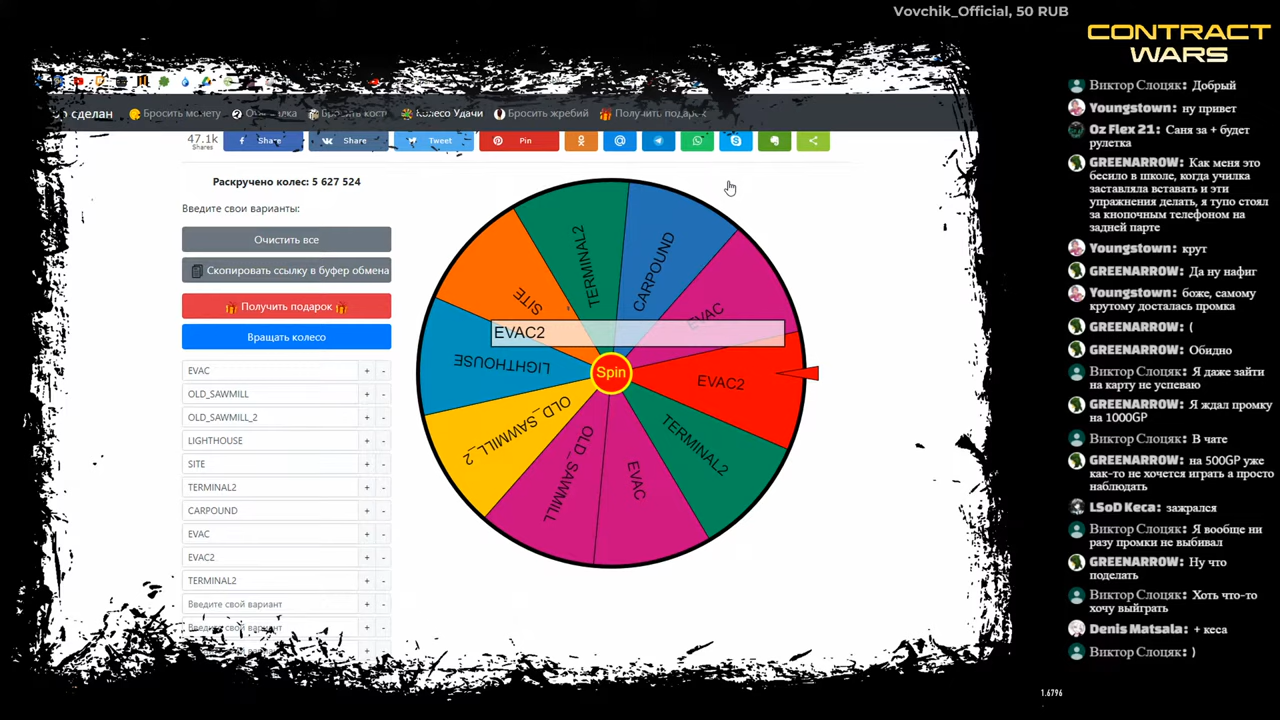 Vovchik_Official, 50 RUB
CONTRACT
WARS
сделан
Бросить монету
Колесо Удачи
Бросить жребий
Получить подарок
47.1k
Shares
Share
Share
Tweet
Pin
Раскручено колес: 5 627 524
Введите свои варианты:
Очистить все
Скопировать ссылку в буфер обмена
Получить подарок
Вращать колесо
EVAC
+ -
OLD_SAWMILL
+ -
OLD_SAWMILL_2
+ -
LIGHTHOUSE
+ -
SITE
+ -
TERMINAL2
+ -
CARPOUND
+ -
EVAC
+ -
EVAC2
+ -
TERMINAL2
+ -
Введите свой вариант
+ -
Введите свой вариант
+ -
TERMINAL2
CARPOUND
EVAC
EVAC2
TERMINAL2
EVAC
OLD_SAWMILL
OLD_SAWMILL_2
LIGHTHOUSE
SITE
EVAC2
Spin
Виктор Слоцяк: Добрый
Youngstown: ну привет
Oz Flex 21: Саня за + будет
рулетка
GREENARROW: Как меня это
бесило в школе, когда училка
заставляла вставать и эти
упражнения делать, я тупо стоял
за кнопочным телефоном на
задней парте
Youngstown: крут
GREENARROW: Да ну нафиг
Youngstown: боже, самому
крутому досталась промка
GREENARROW: (
GREENARROW: Обидно
Виктор Слоцяк: Я даже зайти
на карту не успеваю
GREENARROW: Я ждал промку
на 1000GP
Виктор Слоцяк: В чате
GREENARROW: на 500GP уже
как-то не хочется играть а просто
наблюдать
LSoD Keca: зажрался
Виктор Слоцяк: Я вообще ни
разу промки не выбивал
GREENARROW: Ну что
поделать
Виктор Слоцяк: Хоть что-то
хочу выйграть
Denis Matsala: + кеса
Виктор Слоцяк: )
1.6796